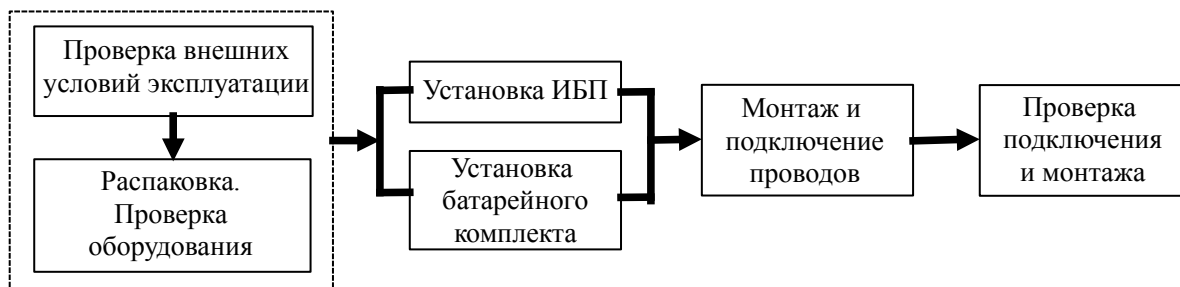 Проверка внешних
условий эксплуатации
Распаковка.
Проверка
оборудования
Установка ИБП
Установка
батарейного
комплекта
Монтаж и
подключение
проводов
Проверка
подключения
и монтажа